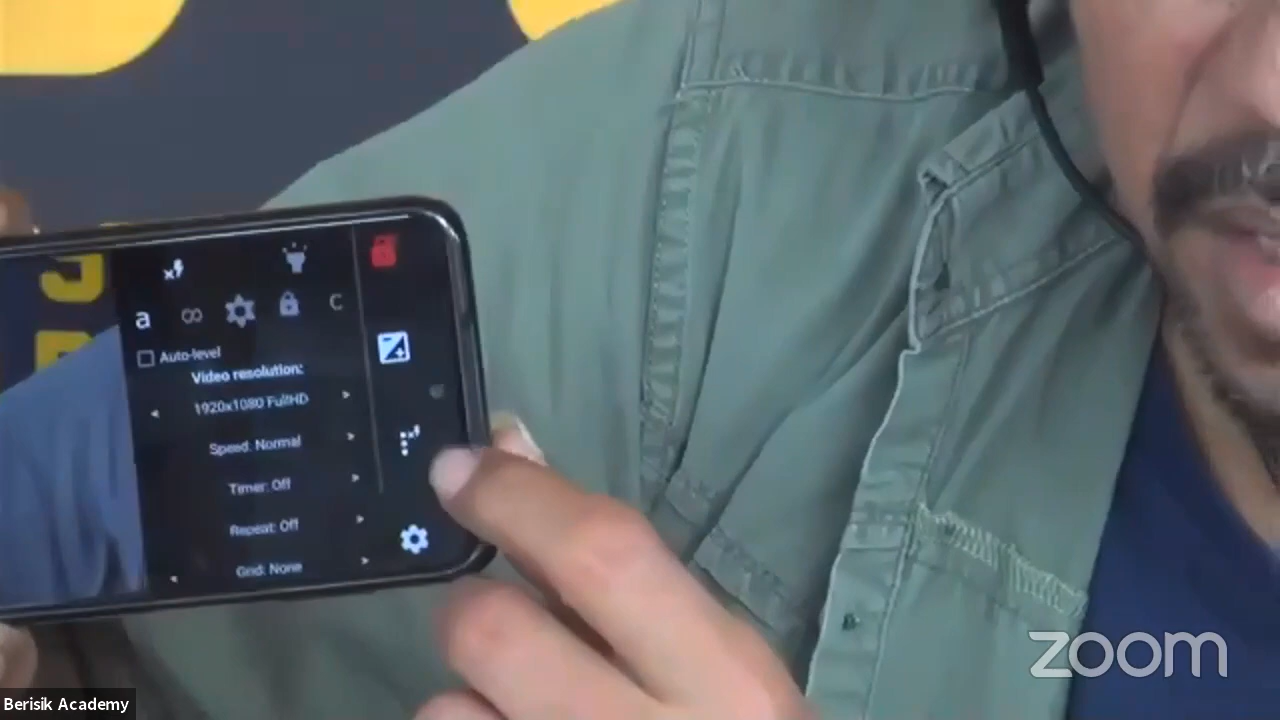 a
C
Auto-level
Video resolution:
1920x1080 FullHD
Speed: Normal
Timer: Off
Repeat: Off
Grid: None
zoom
Berisik Academy